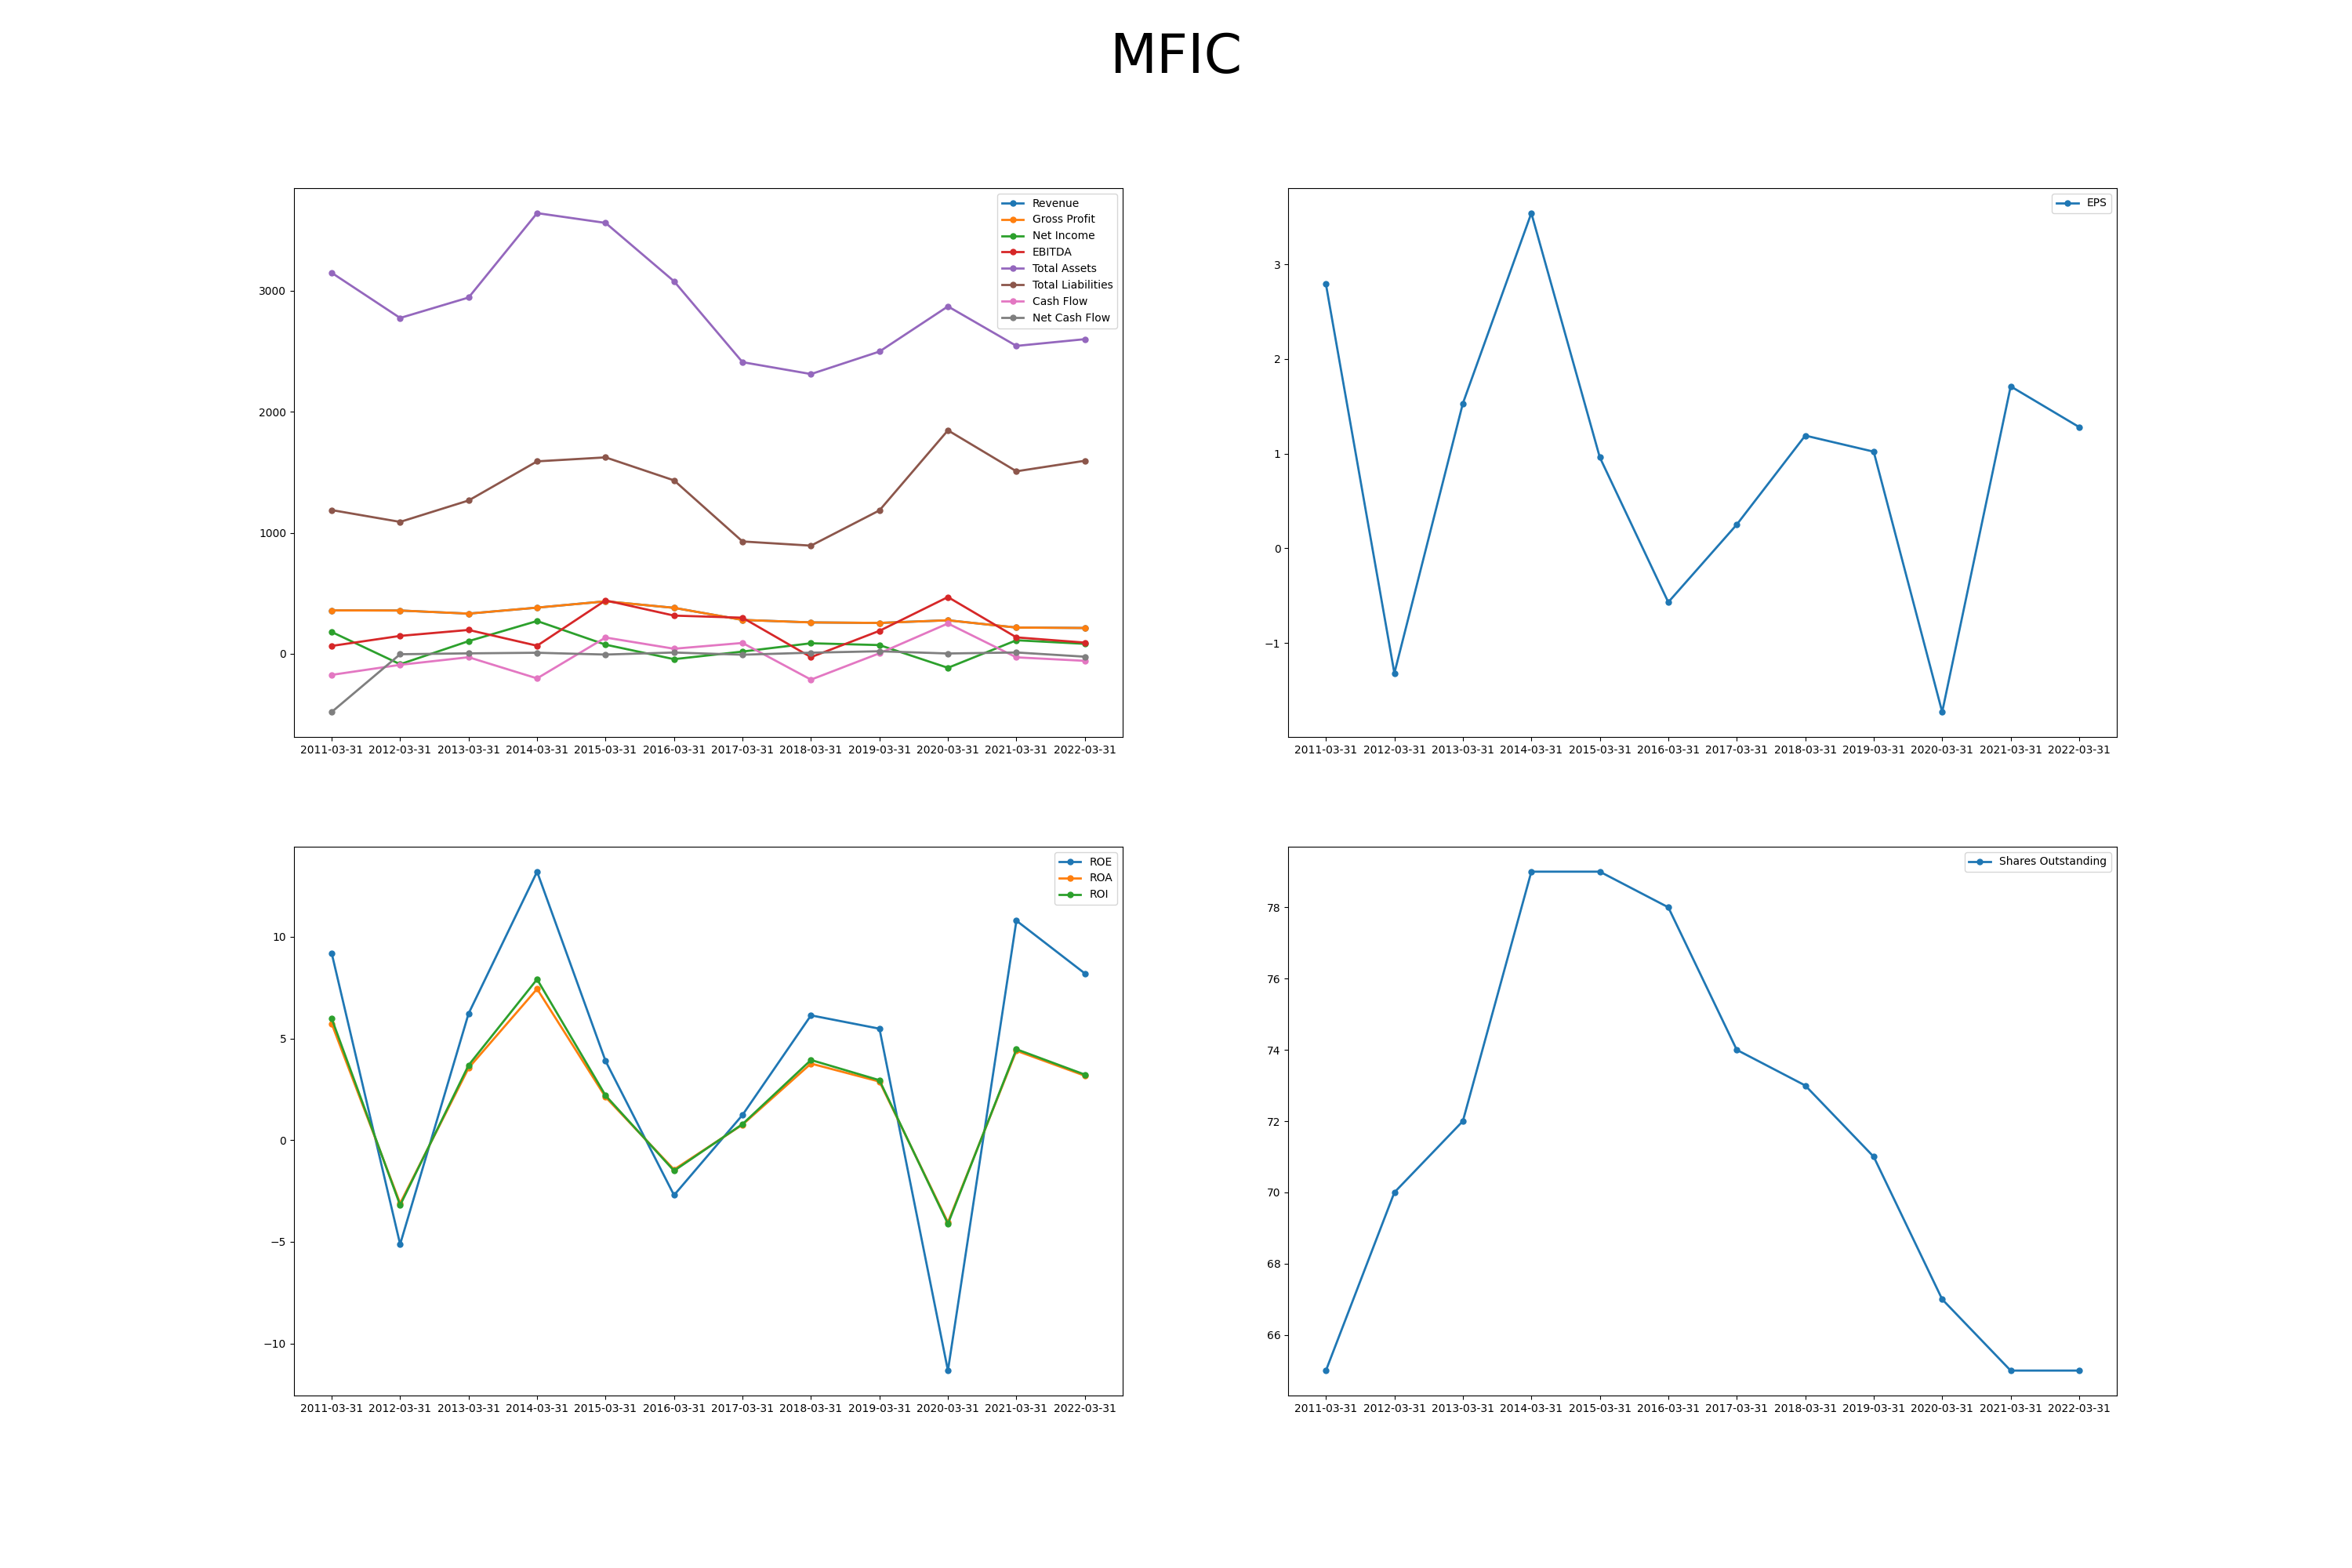 MFIC
Revenue
Gross Profit
Net Income
EBITDA
Total Assets
Total Liabilities
Cash Flow
Net Cash Flow
3000
2000
1000
0
2011-03-31 2012-03-31 2013-03-31 2014-03-31 2015-03-31 2016-03-31 2017-03-31 2018-03-31 2019-03-31 2020-03-31 2021-03-31 2022-03-31
EPS
3
2
1
0
−1
2011-03-31 2012-03-31 2013-03-31 2014-03-31 2015-03-31 2016-03-31 2017-03-31 2018-03-31 2019-03-31 2020-03-31 2021-03-31 2022-03-31
ROE
ROA
ROI
10
5
0
−5
−10
2011-03-31 2012-03-31 2013-03-31 2014-03-31 2015-03-31 2016-03-31 2017-03-31 2018-03-31 2019-03-31 2020-03-31 2021-03-31 2022-03-31
Shares Outstanding
78
76
74
72
70
68
66
2011-03-31 2012-03-31 2013-03-31 2014-03-31 2015-03-31 2016-03-31 2017-03-31 2018-03-31 2019-03-31 2020-03-31 2021-03-31 2022-03-31